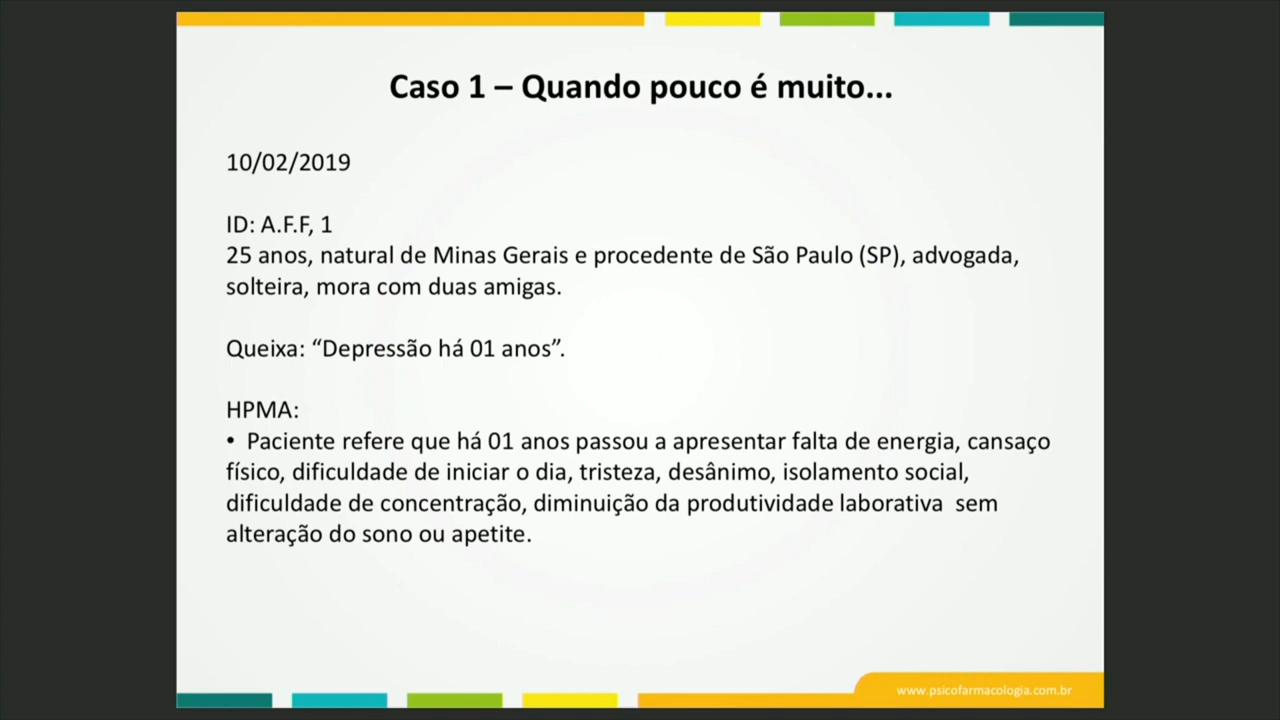 Caso 1 – Quando pouco é muito...
10/02/2019
ID: A.F.F, 1
25 anos, natural de Minas Gerais e procedente de São Paulo (SP), advogada,
solteira, mora com duas amigas.
Queixa: “Depressão há 01 anos”.
HPMA:
• Paciente refere que há 01 anos passou a apresentar falta de energia, cansaço
físico, dificuldade de iniciar o dia, tristeza, desânimo, isolamento social,
dificuldade de concentração, diminuição da produtividade laborativa  sem
alteração do sono ou apetite.
www.psicofarmacologia.com.br